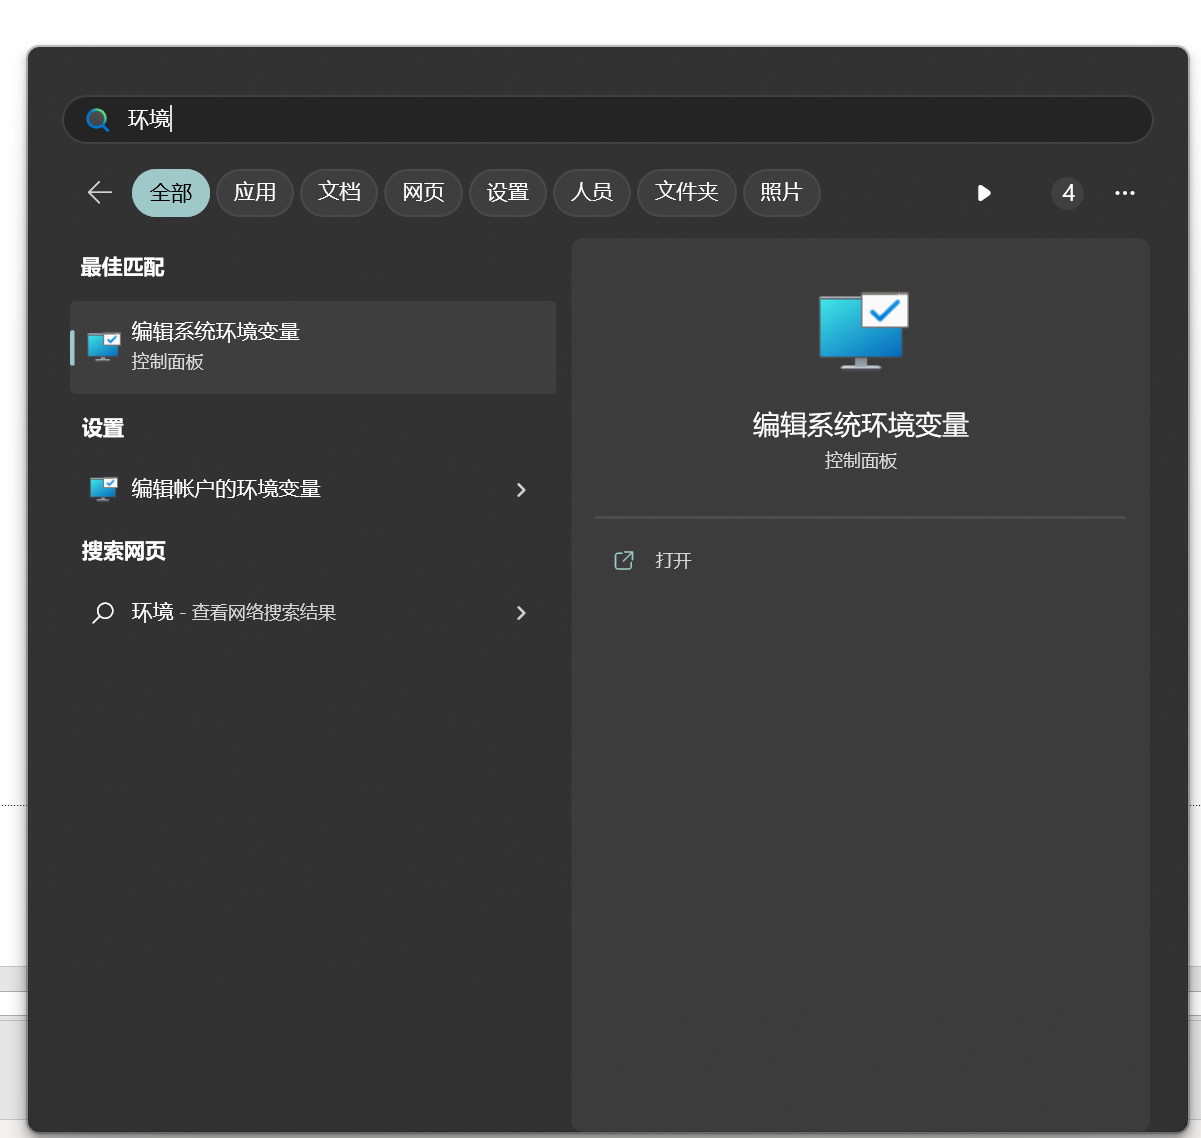 环境
全部
应用
文档
网页
设置
人员
文件夹
照片
4
最佳匹配
编辑系统环境变量
控制面板
设置
编辑帐户的环境变量
搜索网页
环境 - 查看网络搜索结果
编辑系统环境变量
控制面板
打开